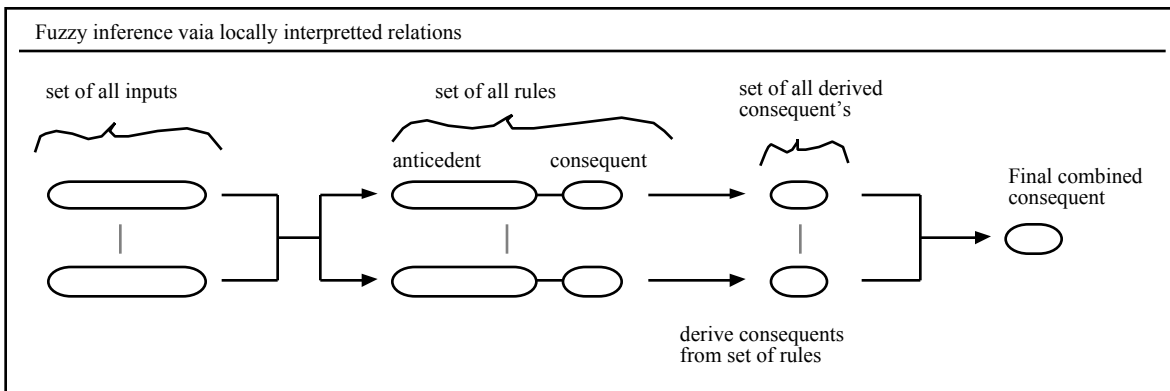 Fuzzy inference vaia locally interpretted relations
set of all inputs
set of all rules
set of all derived
consequent's
anticedent
consequent
Final combined
consequent
derive consequents
from set of rules